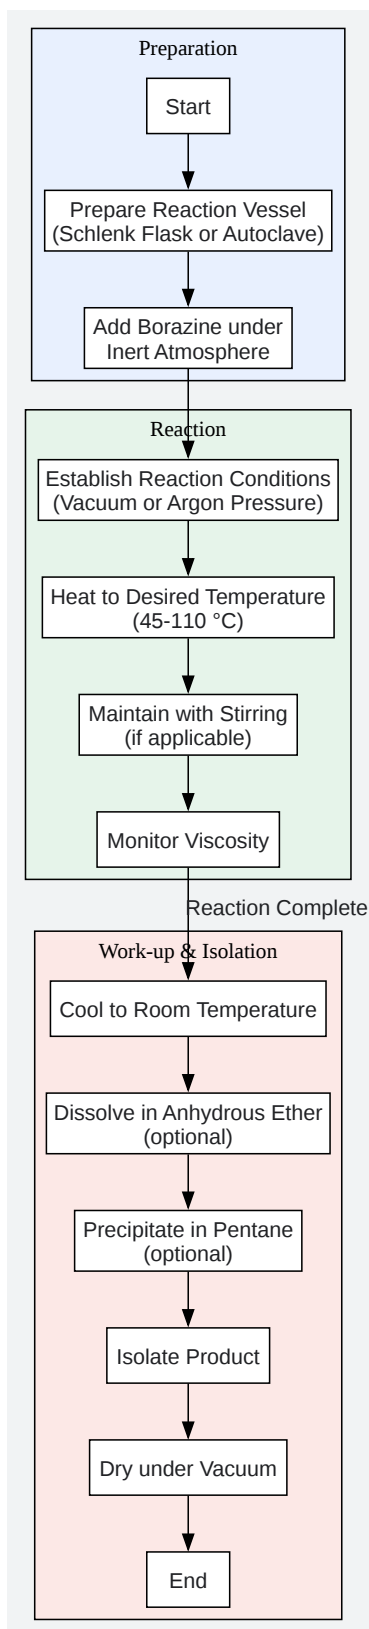 Preparation
Start
Prepare Reaction Vessel
(Schlenk Flask or Autoclave)
Add Borazine under
Inert Atmosphere
Reaction
Establish Reaction Conditions
(Vacuum or Argon Pressure)
Heat to Desired Temperature
(45-110 °C)
Maintain with Stirring
(if applicable)
Monitor Viscosity
Reaction Complete
Work-up & Isolation
Cool to Room Temperature
Dissolve in Anhydrous Ether
(optional)
Precipitate in Pentane
(optional)
Isolate Product
Dry under Vacuum
End